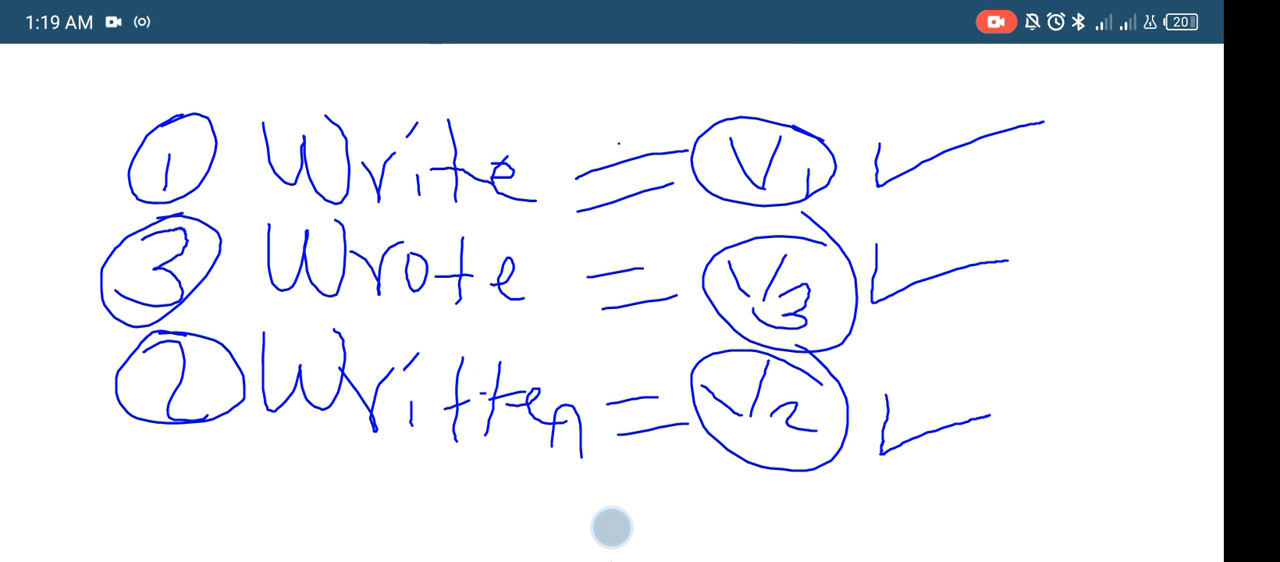 1:19 AM 20
1 Write = V1
3 Wrote = V3
2 Written = V2